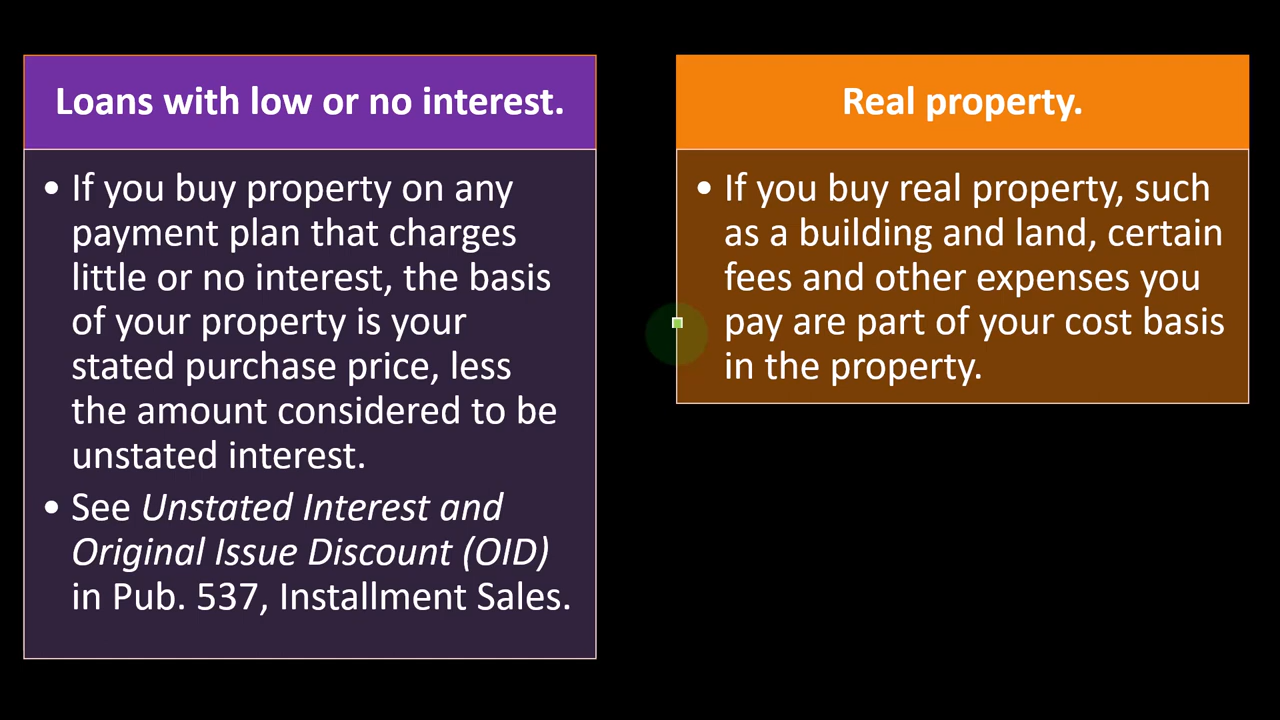 Loans with low or no interest.
• If you buy property on any
payment plan that charges
little or no interest, the basis
of your property is your
stated purchase price, less
the amount considered to be
unstated interest.
• See Unstated Interest and
Original Issue Discount (OID)
in Pub. 537, Installment Sales.
Real property.
• If you buy real property, such
as a building and land, certain
fees and other expenses you
pay are part of your cost basis
in the property.